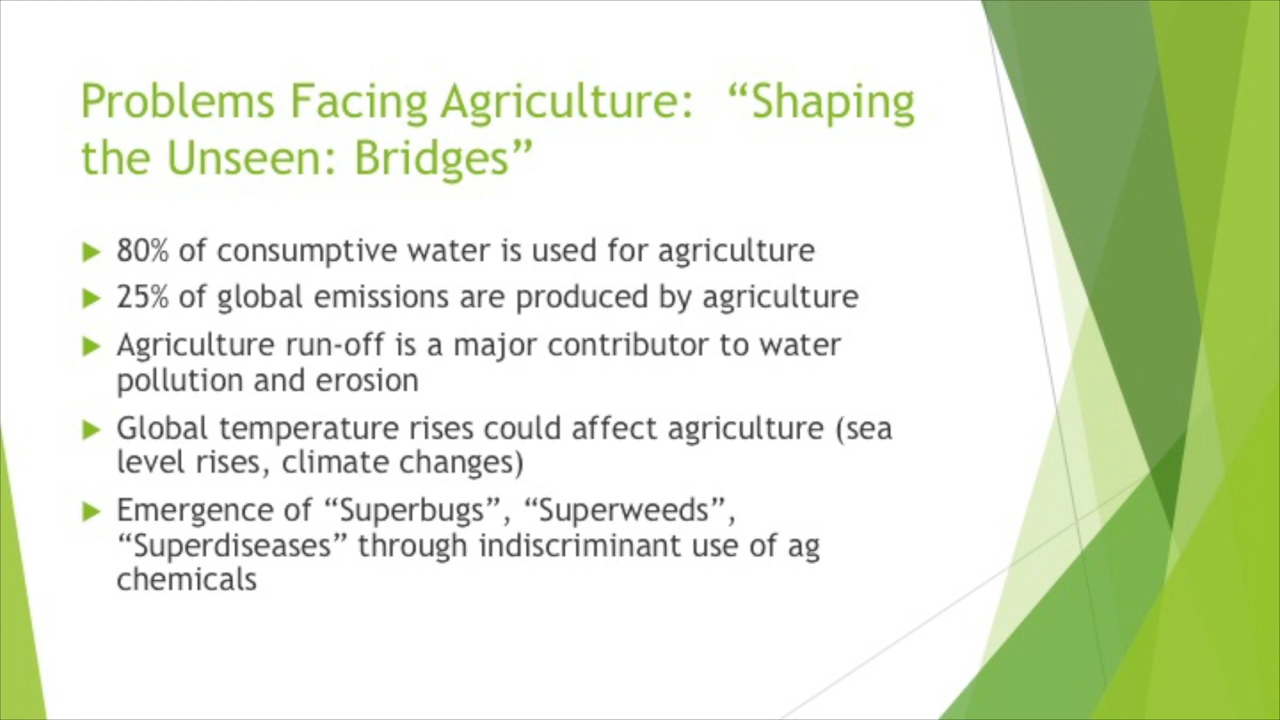 Problems Facing Agriculture:  “Shaping
the Unseen: Bridges”
80% of consumptive water is used for agriculture
25% of global emissions are produced by agriculture
Agriculture run-off is a major contributor to water
pollution and erosion
Global temperature rises could affect agriculture (sea
level rises, climate changes)
Emergence of “Superbugs”, “Superweeds”,
“Superdiseases” through indiscriminant use of ag
chemicals